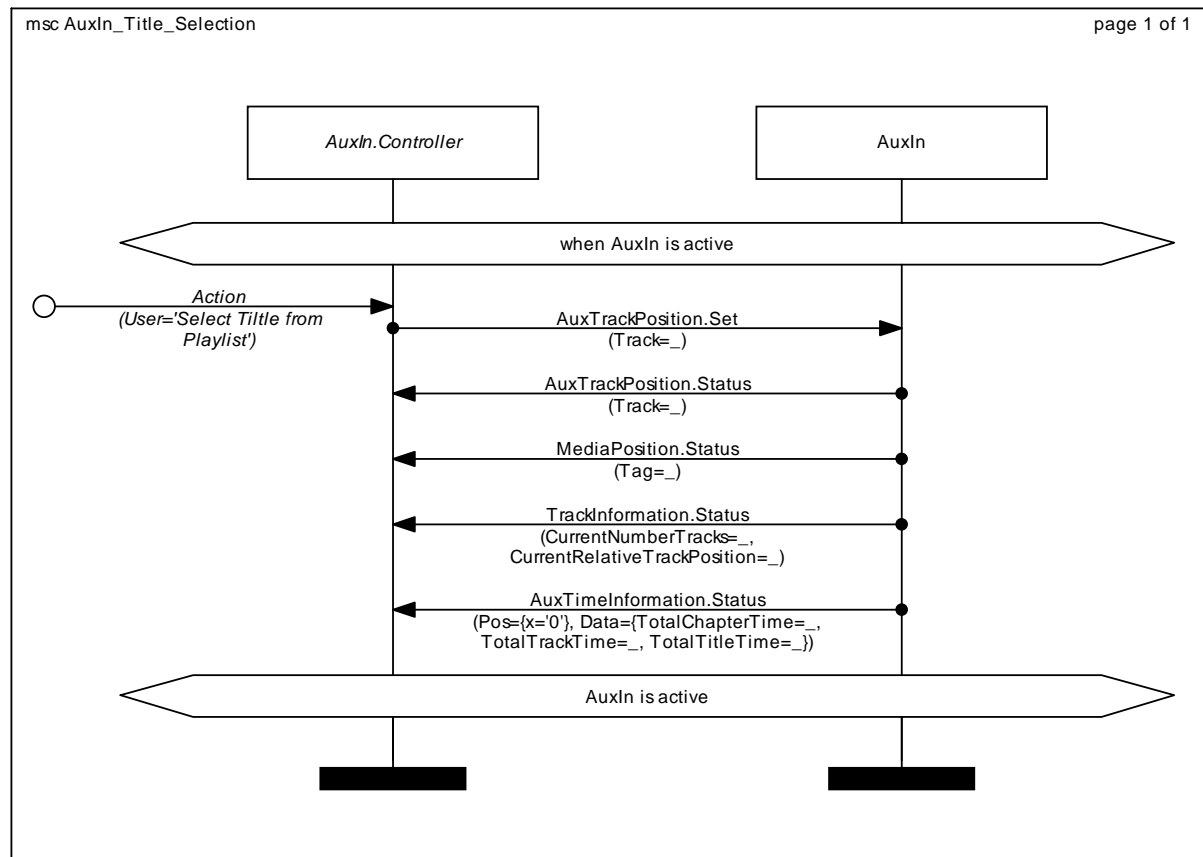 msc AuxIn_Title_Selection
page 1 of 1
AuxIn.Controller
AuxIn
when AuxIn is active
Action
(User='Select Tiltle from
Playlist')
AuxTrackPosition.Set
(Track=_)
AuxTrackPosition.Status
(Track=_)
MediaPosition.Status
(Tag=_)
TrackInformation.Status
(CurrentNumberTracks=_,
CurrentRelativeTrackPosition=_)
AuxTimeInformation.Status
(Pos={x='0'}, Data={TotalChapterTime=_,
TotalTrackTime=_, TotalTitleTime=_})
AuxIn is active